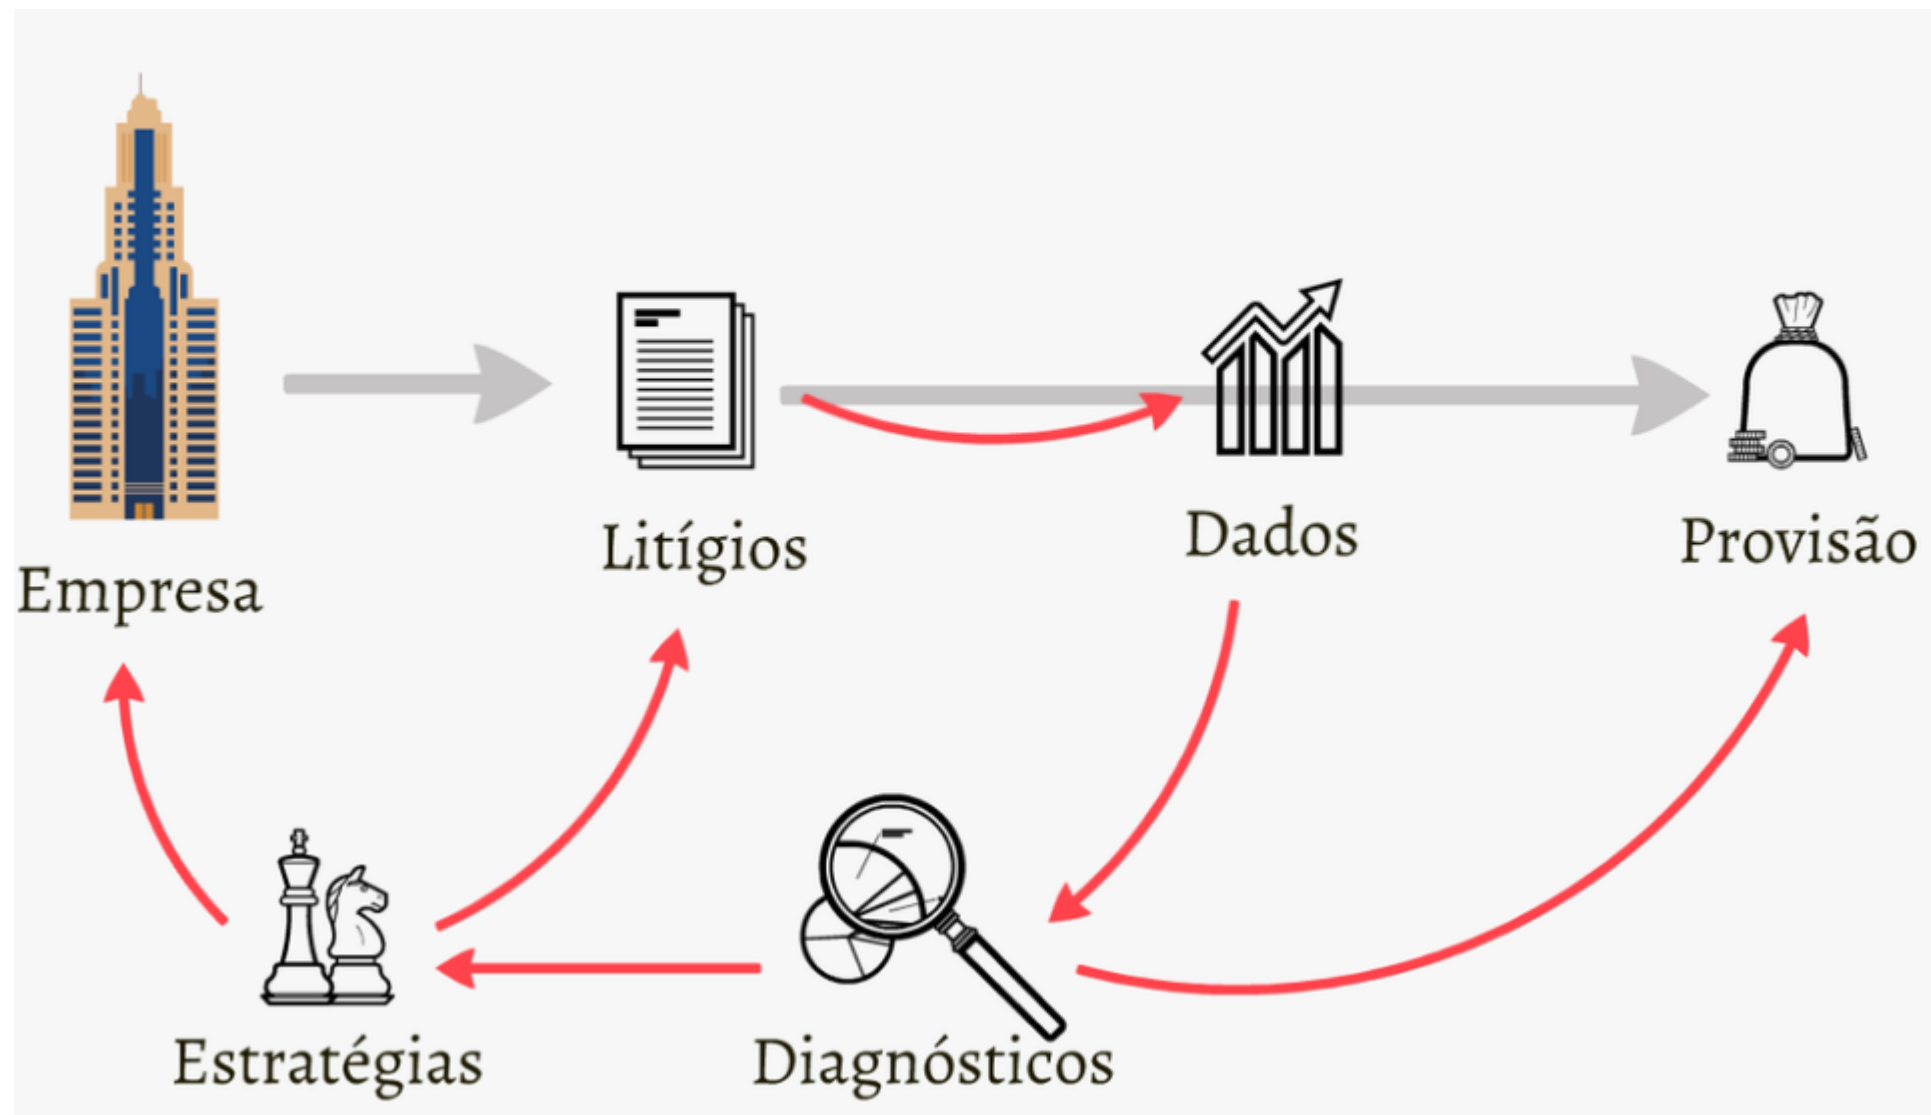 Empresa
Litígios
Dados
Provisão
Estratégias
Diagnósticos